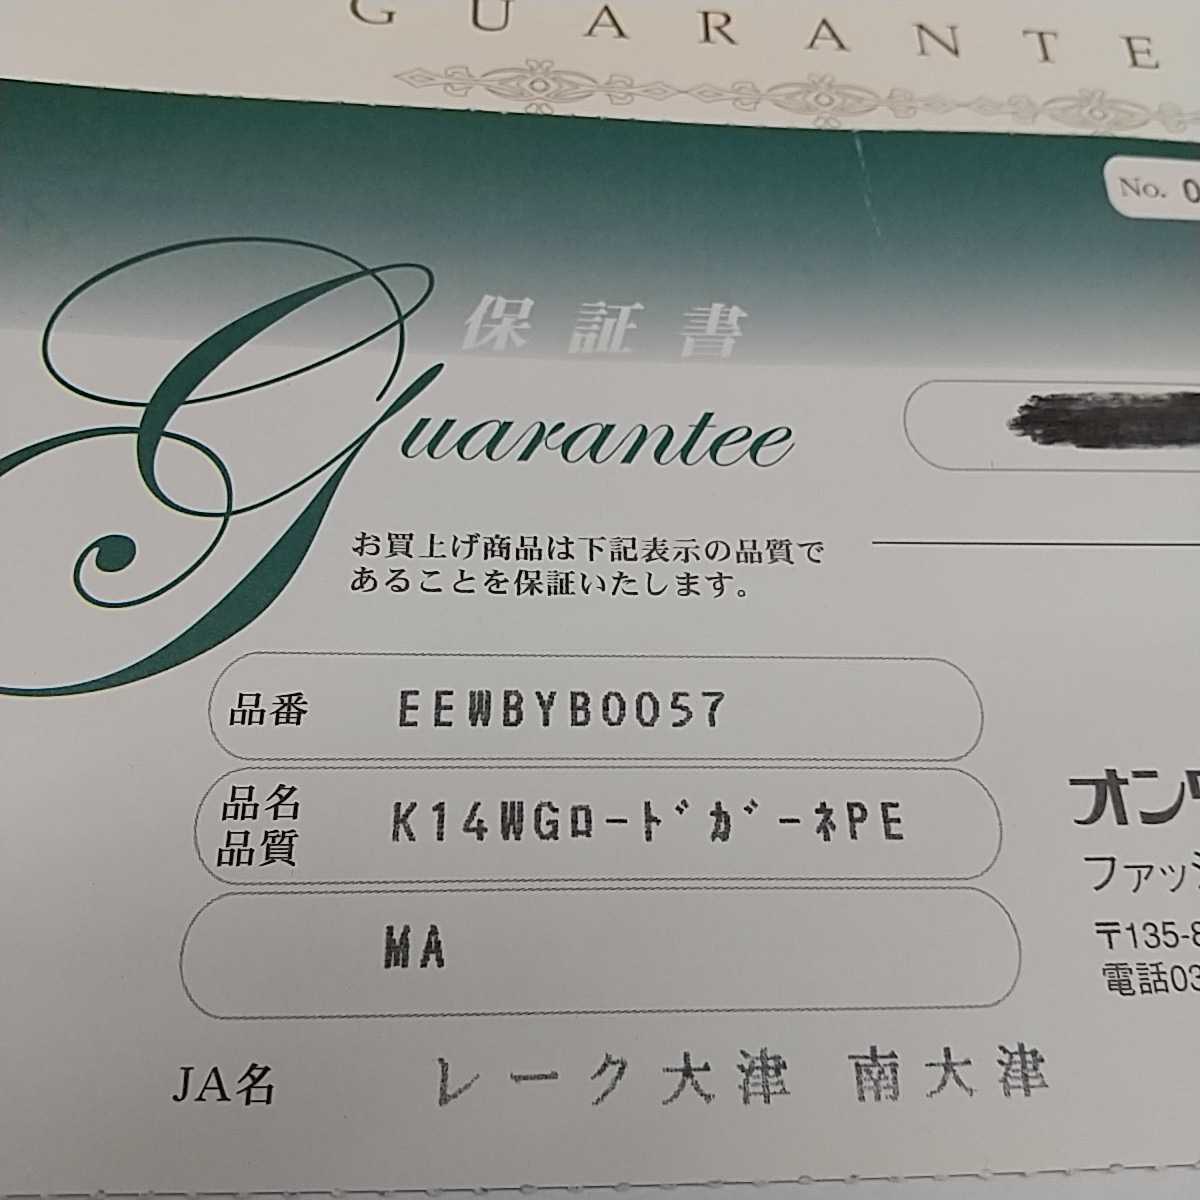 GUARANTE
No. 0
保証書
Guarantee
お買上げ商品は下記表示の品質で
あることを保証いたします。
品番 EEWBYB0057
品名 K14WGロードガーネPE
品質
MA
JA名 レーク大津 南大津
オン
ファッ
〒135-8
電話03